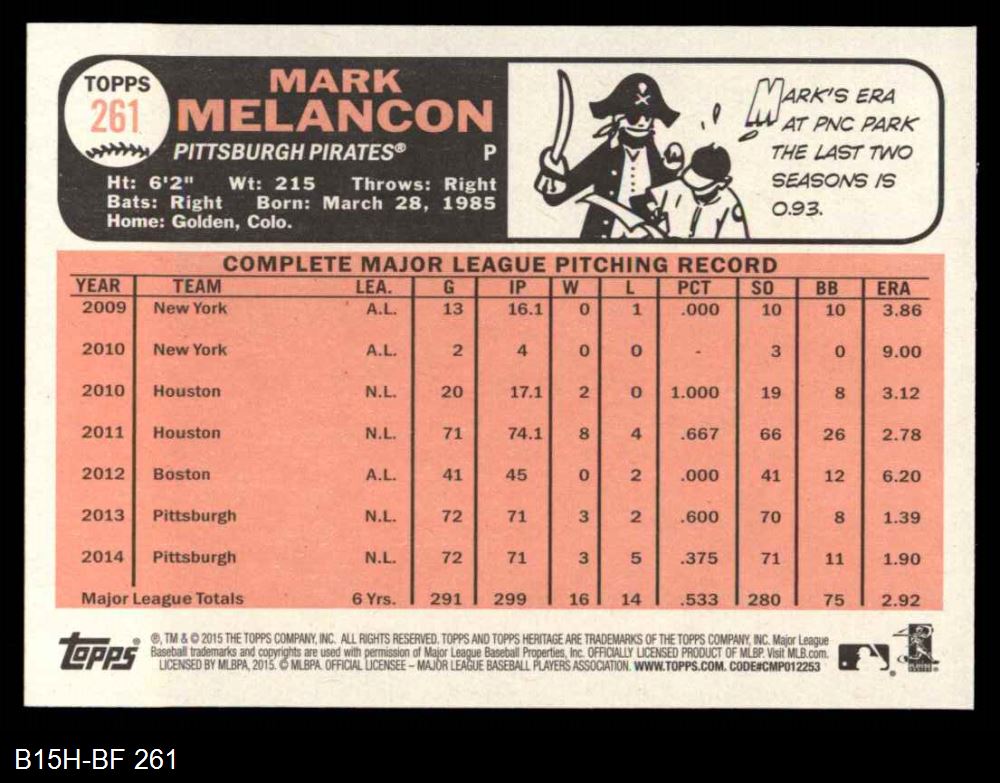 TOPPS
261
MARK
MELANCON
PITTSBURGH PIRATES® P
Ht: 6'2" Wt: 215 Throws: Right
Bats: Right Born: March 28, 1985
Home: Golden, Colo.
MARK'S ERA
AT PNC PARK
THE LAST TWO
SEASONS IS
0.93.
COMPLETE MAJOR LEAGUE PITCHING RECORD
YEAR TEAM LEA. G IP W L PCT SO BB ERA
2009 New York A.L. 13 16.1 0 1 .000 10 10 3.86
2010 New York A.L. 2 4 0 0 - 3 0 9.00
2010 Houston N.L. 20 17.1 2 0 1.000 19 8 3.12
2011 Houston N.L. 71 74.1 8 4 .667 66 26 2.78
2012 Boston A.L. 41 45 0 2 .000 41 12 6.20
2013 Pittsburgh N.L. 72 71 3 2 .600 70 8 1.39
2014 Pittsburgh N.L. 72 71 3 5 .375 71 11 1.90
Major League Totals 6 Yrs. 291 299 16 14 .533 280 75 2.92
Topps®
®, TM & © 2015 THE TOPPS COMPANY, INC. ALL RIGHTS RESERVED. TOPPS AND TOPPS HERITAGE ARE TRADEMARKS OF THE TOPPS COMPANY, INC. Major League
Baseball trademarks and copyrights are used with permission of Major League Baseball Properties, Inc. OFFICIALLY LICENSED PRODUCT OF MLBP. Visit MLB.com.
LICENSED BY MLBPA, 2015. © MLBPA. OFFICIAL LICENSEE – MAJOR LEAGUE BASEBALL PLAYERS ASSOCIATION. WWW.TOPPS.COM. CODE#CMP012253
B15H-BF 261